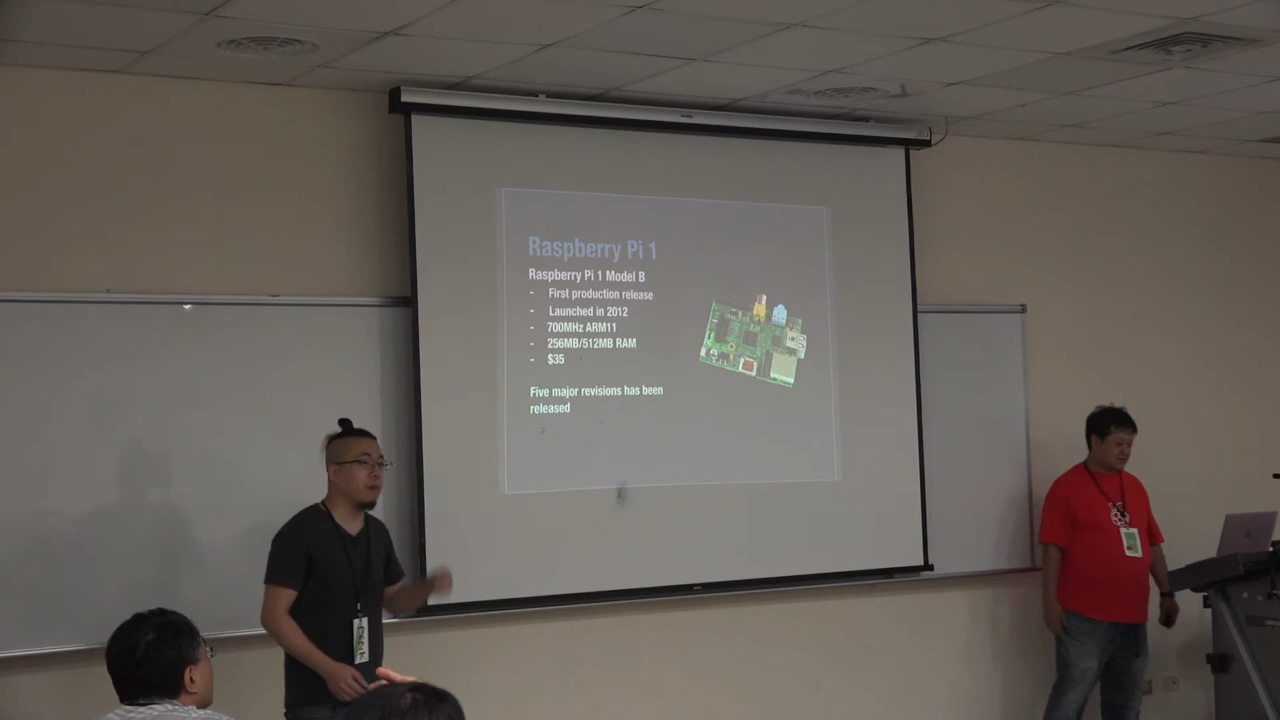 Raspberry Pi 1
Raspberry Pi 1 Model B
- First production release
- Launched in 2012
- 700MHz ARM11
- 256MB/512MB RAM
- $35
Five major revisions has been
released